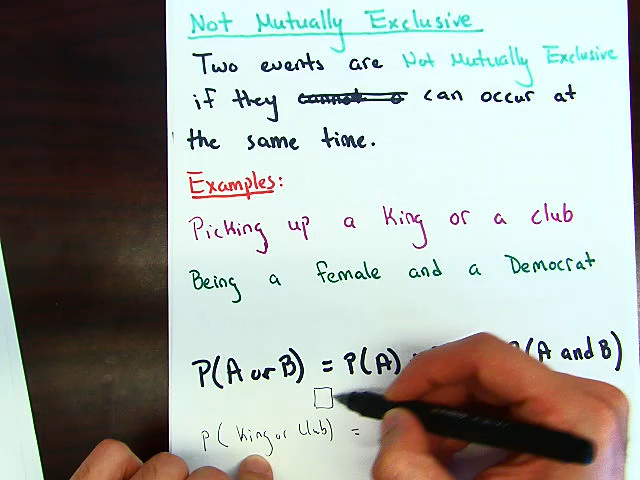 Not Mutually Exclusive
Two events are Not Mutually Exclusive
if they can occur at
the same time.
Examples:
Picking up a King or a club
Being a female and a Democrat
P(A or B) = P(A) P(A and B)
P( King or Club) =